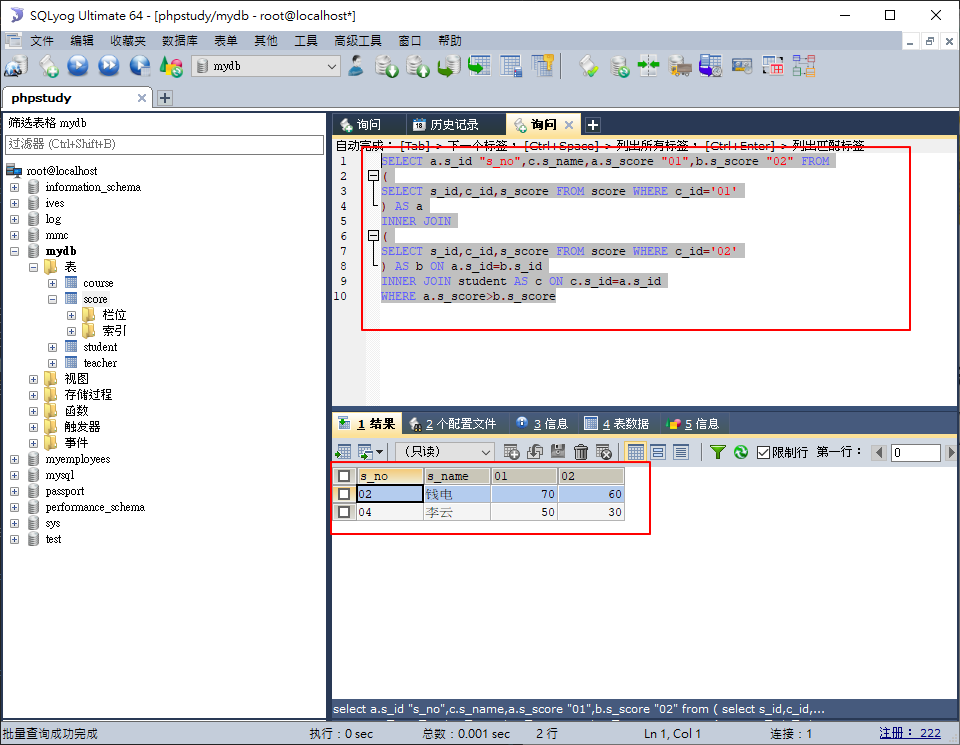 SQLyog Ultimate 64 - [phpstudy/mydb - root@localhost*]
文件 编辑 收藏夹 数据库 表单 其他 工具 高级工具 窗口 帮助
mydb
phpstudy
筛选表格 mydb
过滤器 (Ctrl+Shift+B)
root@localhost
information_schema
ives
log
mmc
mydb
表
course
score
栏位
索引
student
teacher
视图
存储过程
函数
触发器
事件
myemployees
mysql
passport
performance_schema
sys
test
询问 历史记录 询问
自动完成： [Tab] -> 下一个标签， [Ctrl+Space] -> 列出所有标签， [Ctrl+Enter] -> 列出匹配标签
1 SELECT a.s_id "s_no",c.s_name,a.s_score "01",b.s_score "02" FROM
2 (
3 SELECT s_id,c_id,s_score FROM score WHERE c_id='01'
4 ) AS a
5 INNER JOIN
6 (
7 SELECT s_id,c_id,s_score FROM score WHERE c_id='02'
8 ) AS b ON a.s_id=b.s_id
9 INNER JOIN student AS c ON c.s_id=a.s_id
10 WHERE a.s_score>b.s_score
1 结果 2 个配置文件 3 信息 4 表数据 5 信息
（只读） 限制行 第一行： 0
s_no s_name 01 02
02 钱电 70 60
04 李云 50 30
select a.s_id "s_no",c.s_name,a.s_score "01",b.s_score "02" from ( select s_id,c_id,...
批量查询成功完成 执行：0 sec 总数：0.001 sec 2 行 Ln 1, Col 1 连接：1 注册： 222